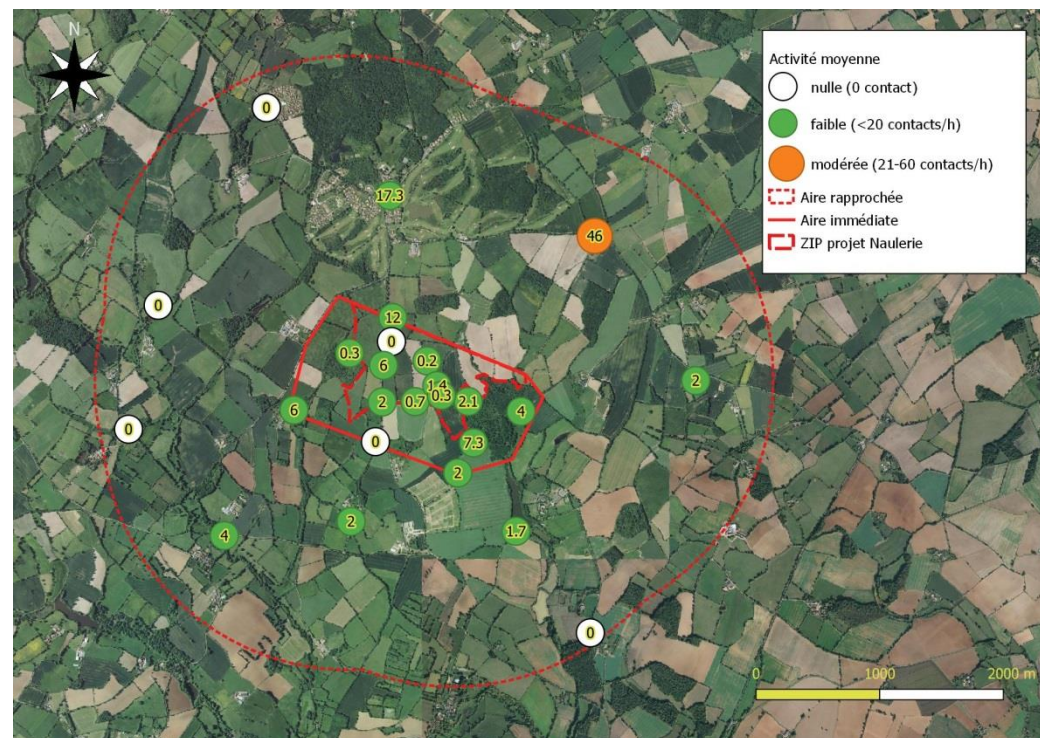 N
Activité moyenne
nulle (0 contact)
faible (<20 contacts/h)
modérée (21-60 contacts/h)
Aire rapprochée
Aire immédiate
ZIP projet Naulerie
0
17.3
46
0
12
0
0.3
0.2
6
1.4
0.3
2
2
0.7
2.1
6
4
0
0
7.3
2
2
1.7
4
0
0 1000 2000 m